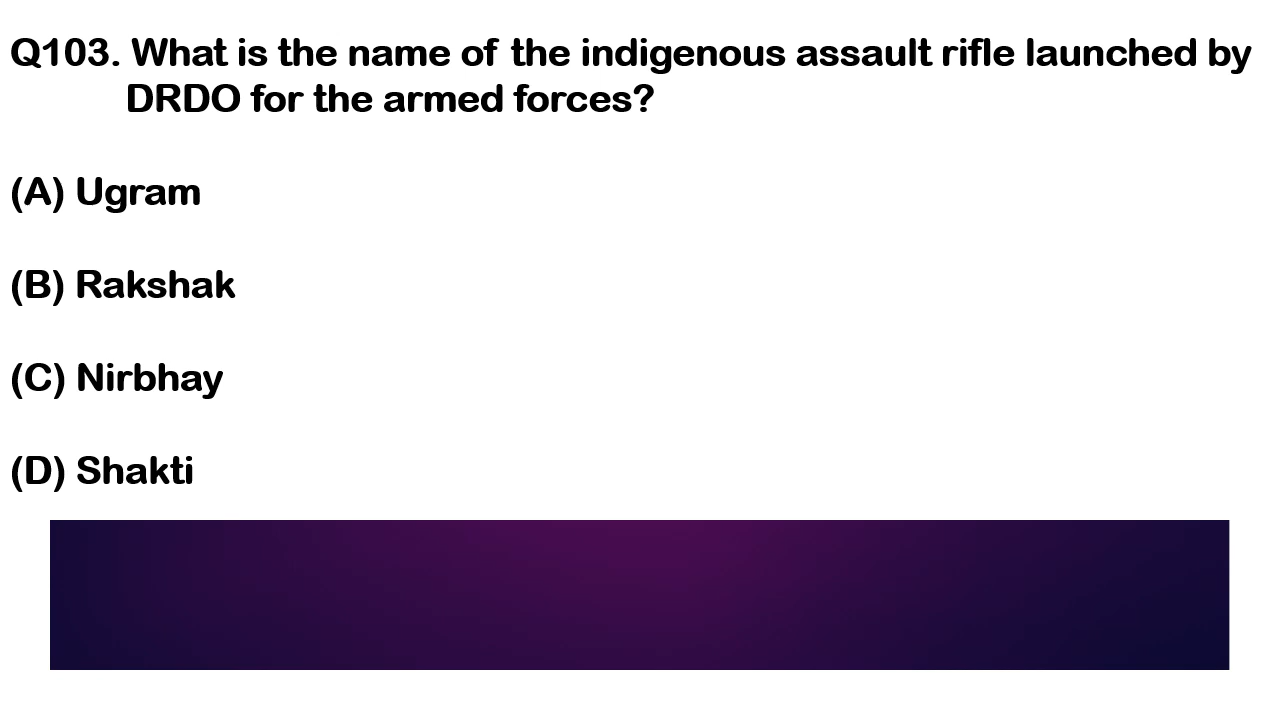 Q103. What is the name of the indigenous assault rifle launched by
DRDO for the armed forces?
(A) Ugram
(B) Rakshak
(C) Nirbhay
(D) Shakti